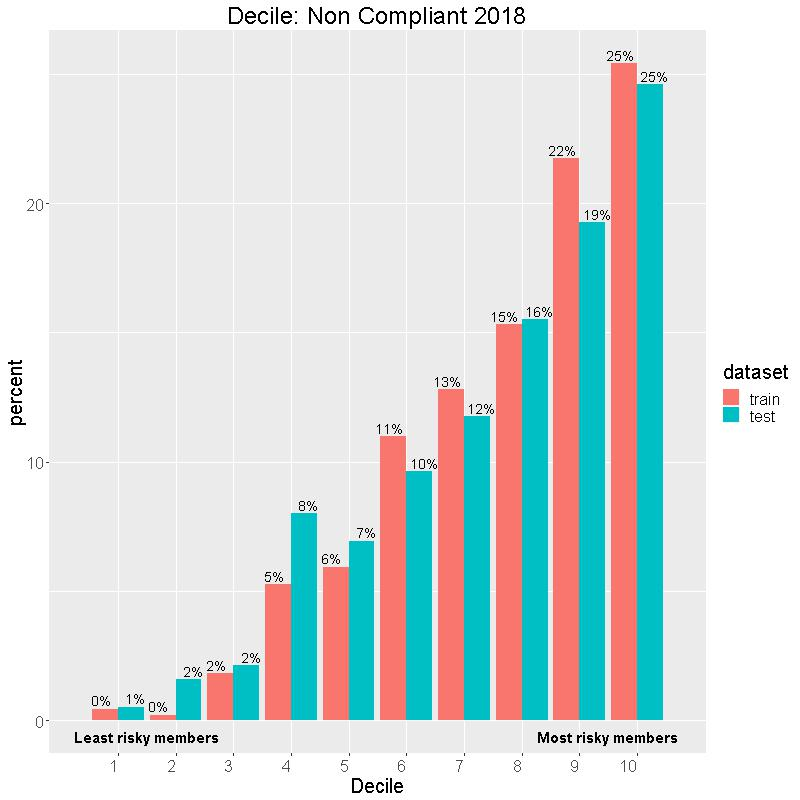 Decile: Non Compliant 2018
percent
20
10
0
0% 1% 0% 2% 2% 2% 5% 8% 6% 7% 11% 10% 13% 12% 15% 16% 22% 19% 25% 25%
Least risky members Most risky members
1 2 3 4 5 6 7 8 9 10
Decile
dataset
train
test